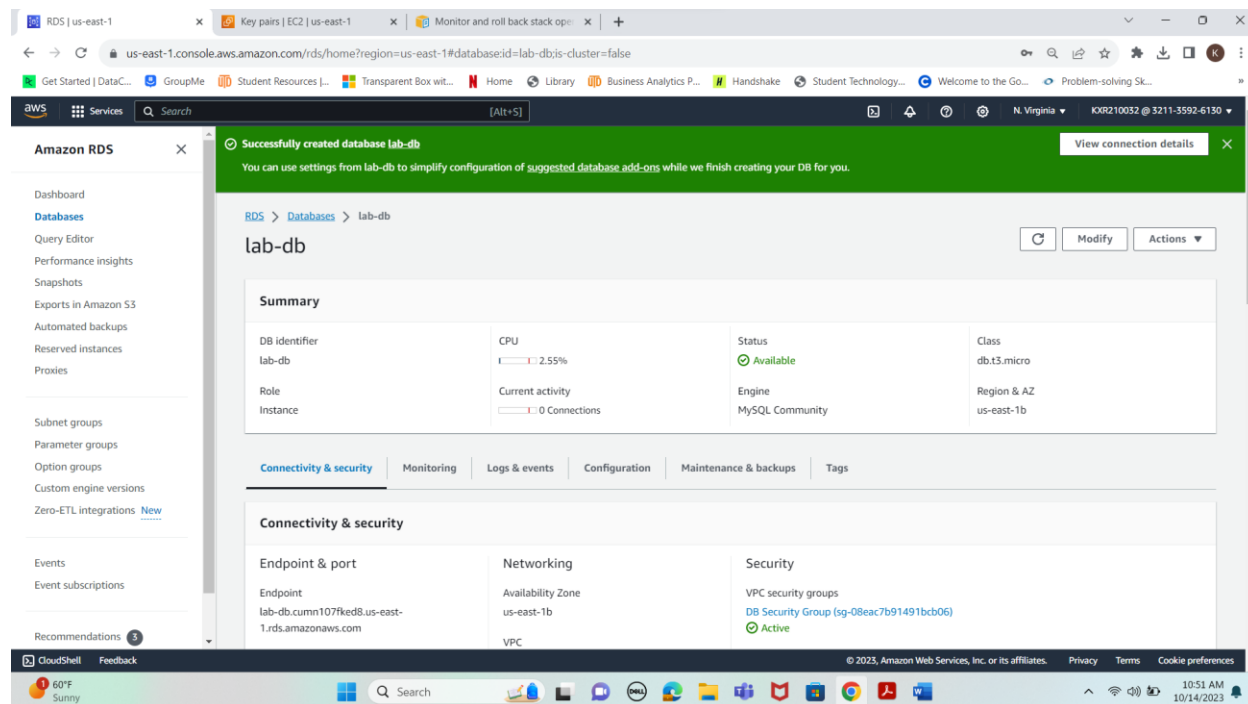 RDS | us-east-1
Key pairs | EC2 | us-east-1
Monitor and roll back stack ope
us-east-1.console.aws.amazon.com/rds/home?region=us-east-1#database:id=lab-db;is-cluster=false
K
Get Started | DataC...
GroupMe
Student Resources |...
Transparent Box wit...
Home
Library
Business Analytics P...
Handshake
Student Technology...
Welcome to the Go...
Problem-solving Sk...
aws
Services
Search
[Alt+S]
N. Virginia
KXR210032 @ 3211-3592-6130
Amazon RDS
Successfully created database lab-db
You can use settings from lab-db to simplify configuration of suggested database add-ons while we finish creating your DB for you.
View connection details
Dashboard
Databases
Query Editor
Performance insights
Snapshots
Exports in Amazon S3
Automated backups
Reserved instances
Proxies
Subnet groups
Parameter groups
Option groups
Custom engine versions
Zero-ETL integrations New
Events
Event subscriptions
Recommendations 3
RDS > Databases > lab-db
lab-db
Modify
Actions
Summary
DB identifier
lab-db
CPU
2.55%
Status
Available
Class
db.t3.micro
Role
Instance
Current activity
0 Connections
Engine
MySQL Community
Region & AZ
us-east-1b
Connectivity & security
Monitoring
Logs & events
Configuration
Maintenance & backups
Tags
Connectivity & security
Endpoint & port
Endpoint
lab-db.cumn107fked8.us-east-
1.rds.amazonaws.com
Networking
Availability Zone
us-east-1b
VPC
Security
VPC security groups
DB Security Group (sg-08eac7b91491bcb06)
Active
CloudShell
Feedback
© 2023, Amazon Web Services, Inc. or its affiliates.
Privacy
Terms
Cookie preferences
1
60°F
Sunny
Search
DELL
10:51 AM
10/14/2023